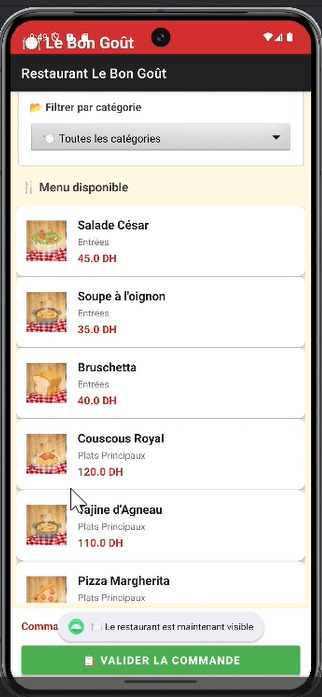 Le Bon Goût
Restaurant Le Bon Goût
Filtrer par catégorie
Toutes les catégories
Menu disponible
Salade César
Entrées
45.0 DH
Soupe à l'oignon
Entrées
35.0 DH
Bruschetta
Entrées
40.0 DH
Couscous Royal
Plats Principaux
120.0 DH
Tajine d'Agneau
Plats Principaux
110.0 DH
Pizza Margherita
Plats Principaux
Comma
Le restaurant est maintenant visible
VALIDER LA COMMANDE